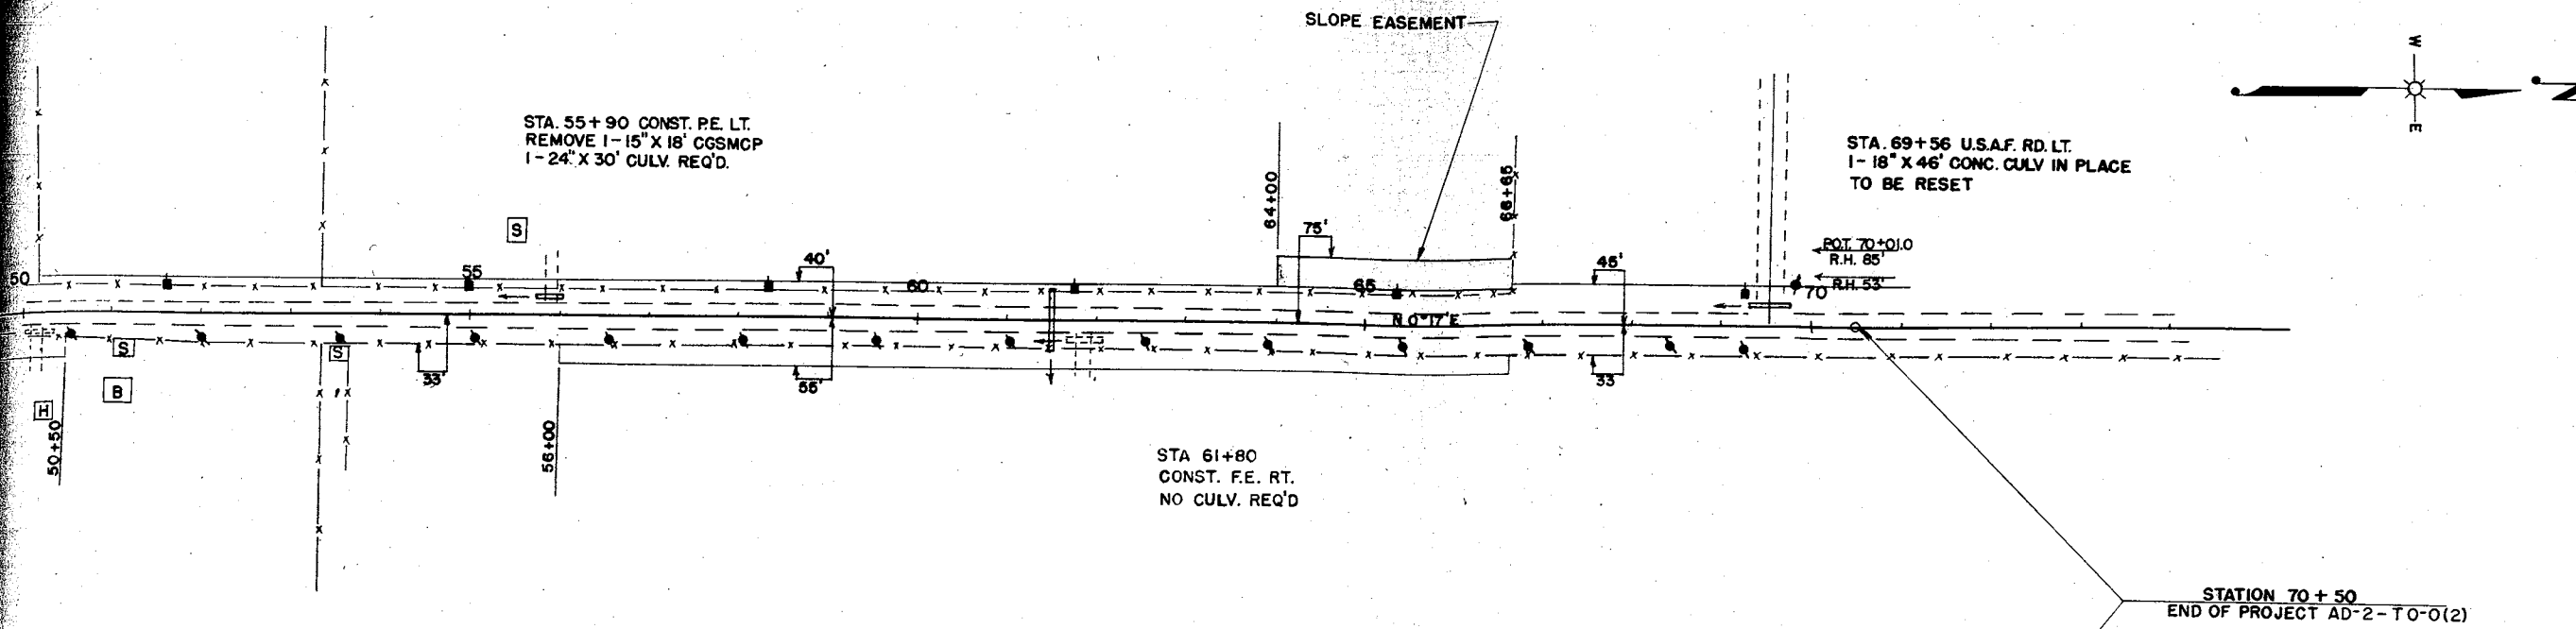 SLOPE EASEMENT
W
E
N
STA. 55+90 CONST. P.E. LT.
REMOVE 1-15" X 18' CGSMCP
1-24" X 30' CULV. REQ'D.
STA. 69+56 U.S.A.F. RD. LT.
1-18" X 46' CONC. CULV IN PLACE
TO BE RESET
64+00
66+65
S
75'
P.O.T. 70+01.0
R.H. 85'
R.H. 53'
50
55
40'
60
65
45'
70
N 0°17' E
S
S
33'
55'
33
B
H
50+50
56+00
STA 61+80
CONST. F.E. RT.
NO CULV. REQ'D
STATION 70 + 50
END OF PROJECT AD-2-TO-0(2)